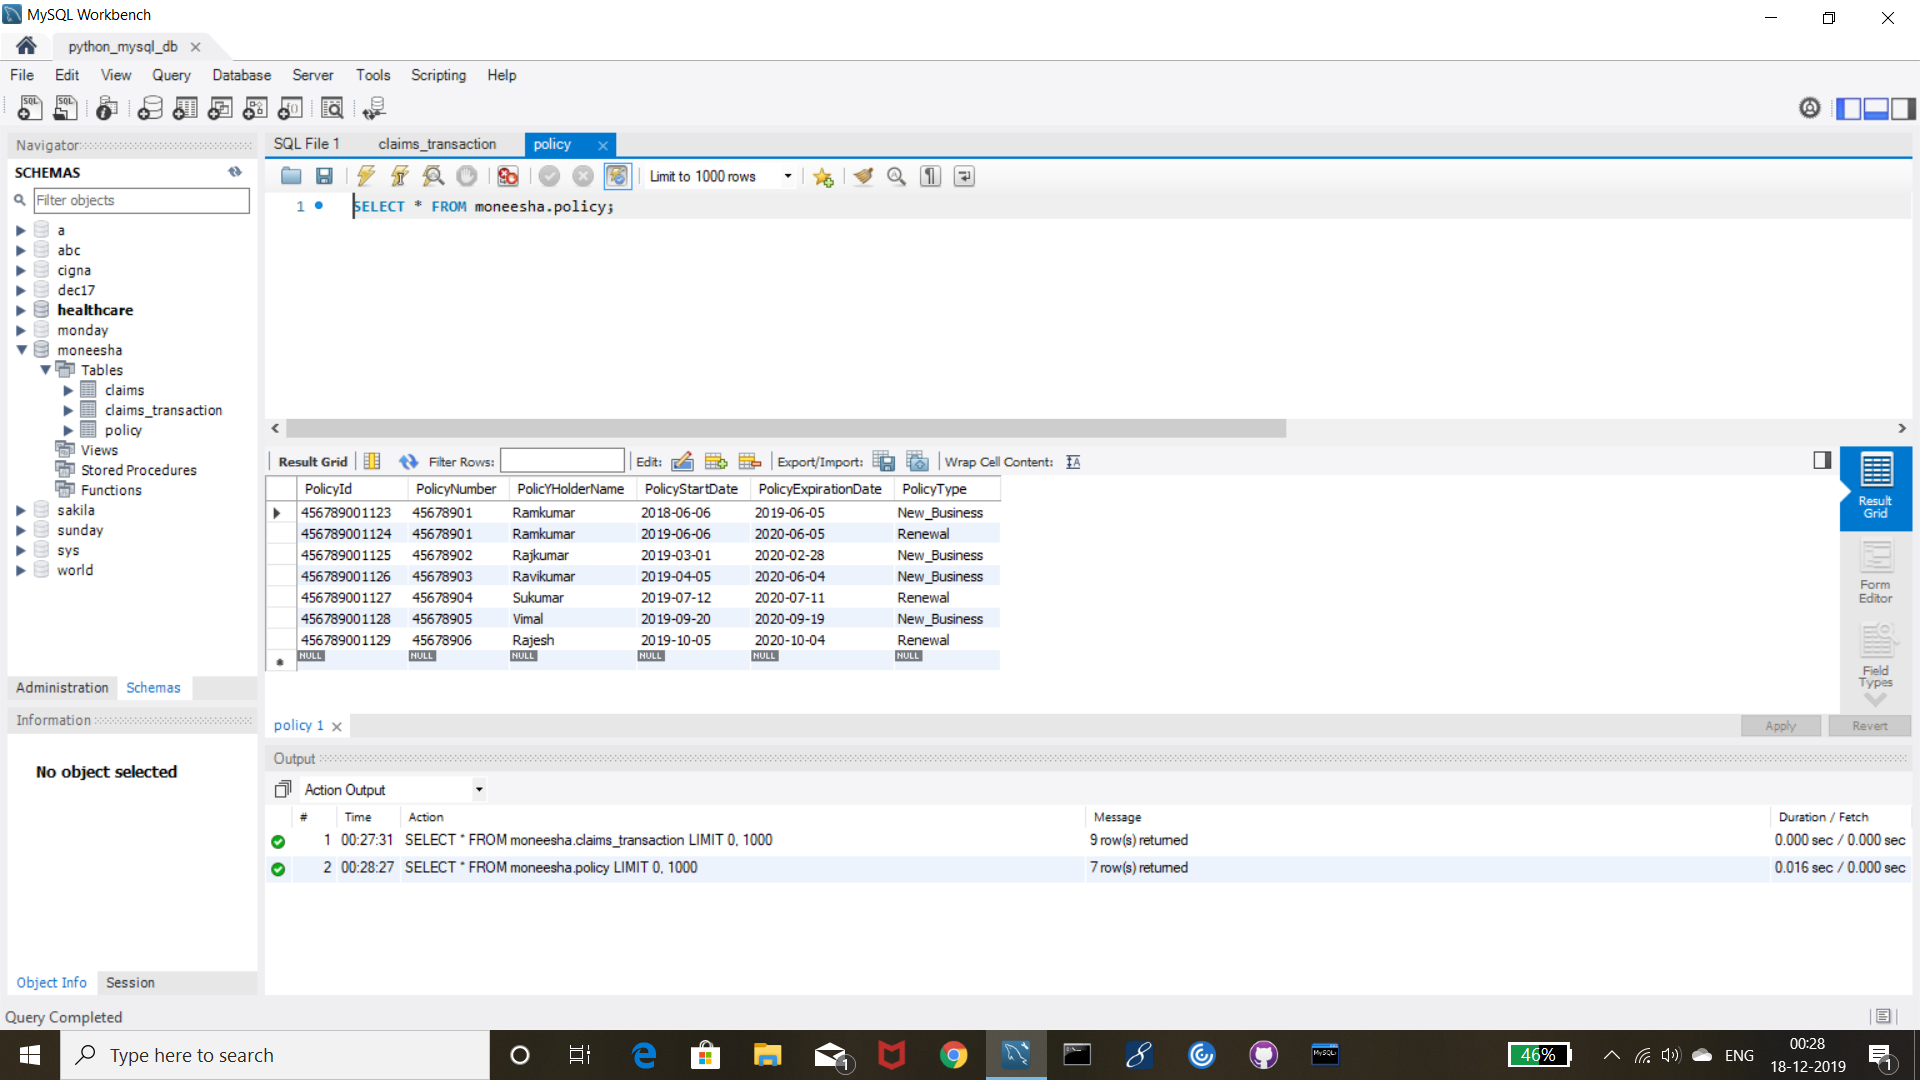 MySQL Workbench
python_mysql_db
File Edit View Query Database Server Tools Scripting Help
Navigator
SCHEMAS
Filter objects
a
abc
cigna
dec17
healthcare
monday
moneesha
Tables
claims
claims_transaction
policy
Views
Stored Procedures
Functions
sakila
sunday
sys
world
Administration Schemas
Information
No object selected
Object Info Session
SQL File 1 claims_transaction policy
Limit to 1000 rows
1 SELECT * FROM moneesha.policy;
Result Grid Filter Rows: Edit: Export/Import: Wrap Cell Content:
PolicyId PolicyNumber PolicYHolderName PolicyStartDate PolicyExpirationDate PolicyType
456789001123 45678901 Ramkumar 2018-06-06 2019-06-05 New_Business
456789001124 45678901 Ramkumar 2019-06-06 2020-06-05 Renewal
456789001125 45678902 Rajkumar 2019-03-01 2020-02-28 New_Business
456789001126 45678903 Ravikumar 2019-04-05 2020-06-04 New_Business
456789001127 45678904 Sukumar 2019-07-12 2020-07-11 Renewal
456789001128 45678905 Vimal 2019-09-20 2020-09-19 New_Business
456789001129 45678906 Rajesh 2019-10-05 2020-10-04 Renewal
NULL NULL NULL NULL NULL NULL
Result
Grid
Form
Editor
Field
Types
policy 1
Apply Revert
Output
Action Output
# Time Action Message Duration / Fetch
1 00:27:31 SELECT * FROM moneesha.claims_transaction LIMIT 0, 1000 9 row(s) returned 0.000 sec / 0.000 sec
2 00:28:27 SELECT * FROM moneesha.policy LIMIT 0, 1000 7 row(s) returned 0.016 sec / 0.000 sec
Query Completed
Type here to search
1
46%
ENG
00:28
18-12-2019
1